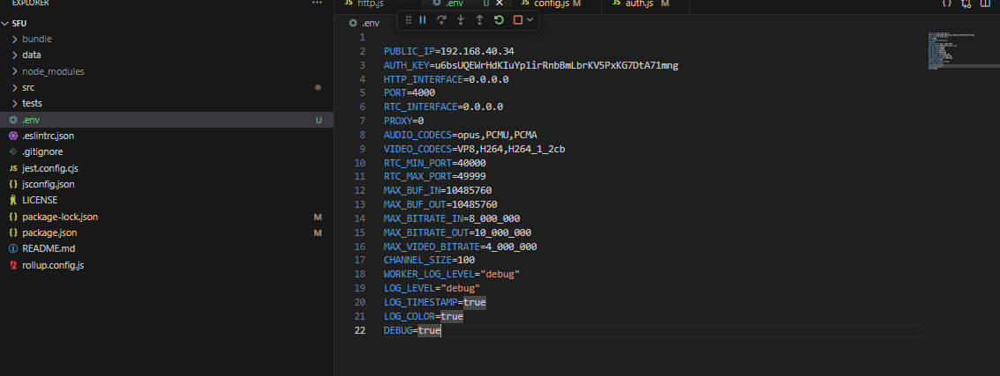 EXPLORER
SFU
bundle
data
node_modules
src
tests
.env U
.eslintrc.json
.gitignore
JS jest.config.cjs
{} jsconfig.json
LICENSE
{} package-lock.json M
{} package.json M
README.md
rollup.config.js
JS http.js
.env U
JS config.js M
JS auth.js M
.env
1
2 PUBLIC_IP=192.168.40.34
3 AUTH_KEY=u6bsUQEWrHdKIuYplirRnbBmLbrKV5PxKG7DtA71mng
4 HTTP_INTERFACE=0.0.0.0
5 PORT=4000
6 RTC_INTERFACE=0.0.0.0
7 PROXY=0
8 AUDIO_CODECS=opus,PCMU,PCMA
9 VIDEO_CODECS=VP8,H264,H264_1_2cb
10 RTC_MIN_PORT=40000
11 RTC_MAX_PORT=49999
12 MAX_BUF_IN=10485760
13 MAX_BUF_OUT=10485760
14 MAX_BITRATE_IN=8_000_000
15 MAX_BITRATE_OUT=10_000_000
16 MAX_VIDEO_BITRATE=4_000_000
17 CHANNEL_SIZE=100
18 WORKER_LOG_LEVEL="debug"
19 LOG_LEVEL="debug"
20 LOG_TIMESTAMP=true
21 LOG_COLOR=true
22 DEBUG=true